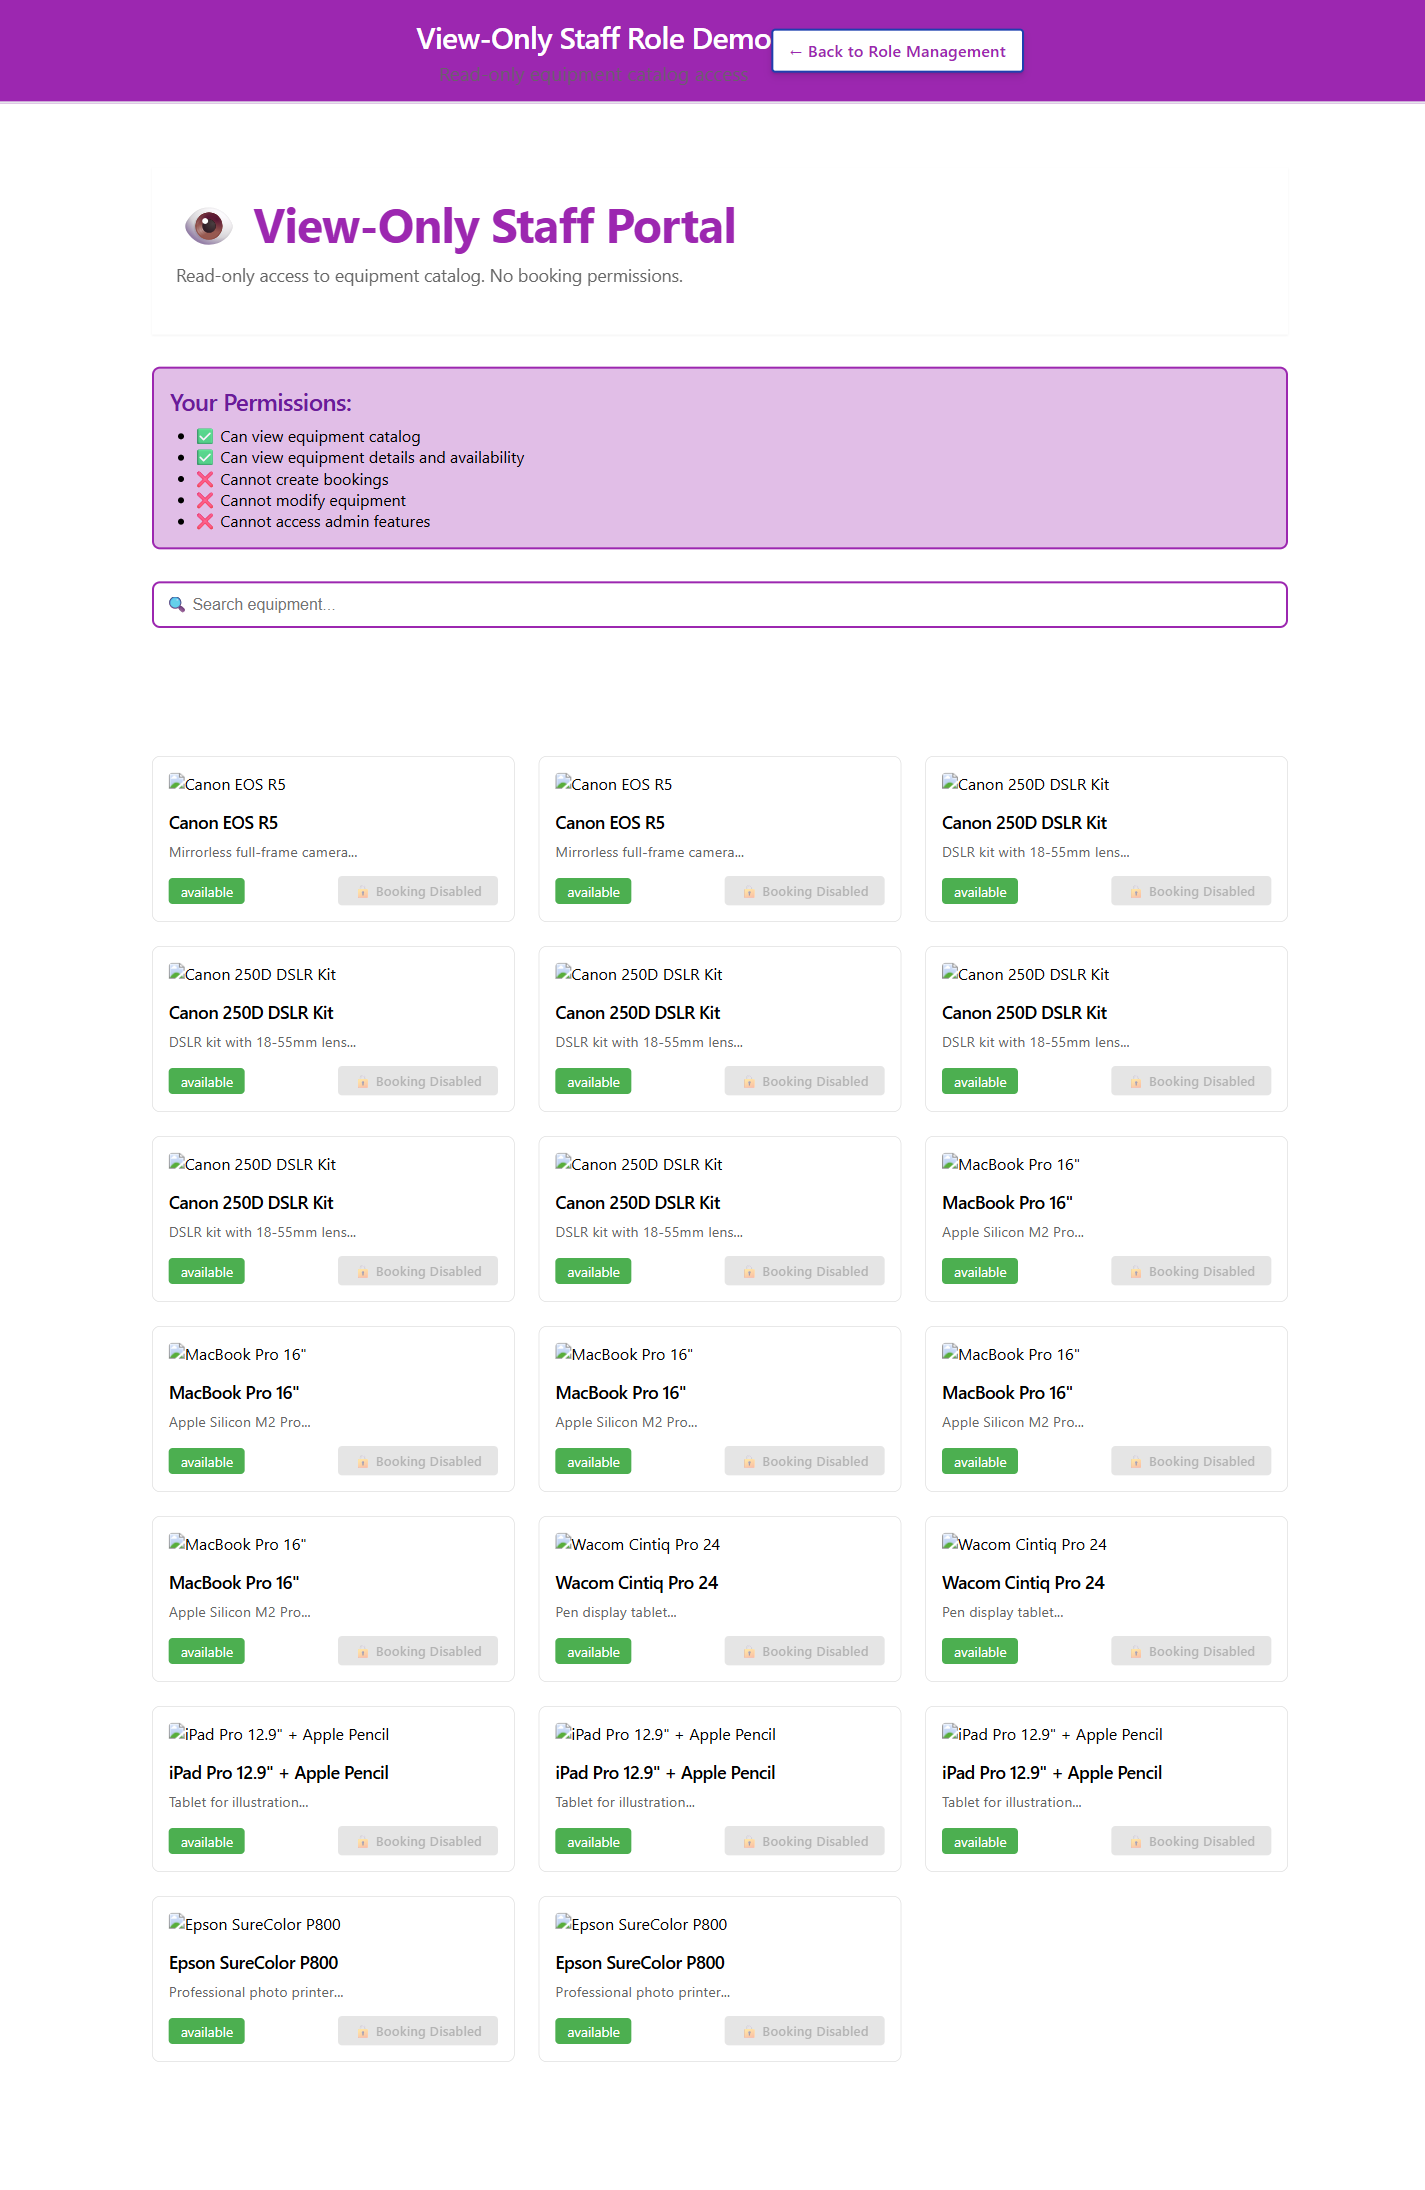 View-Only Staff Role Demo
← Back to Role Management
Read-only equipment catalog access
View-Only Staff Portal
Read-only access to equipment catalog. No booking permissions.
Your Permissions:
• ✅ Can view equipment catalog
• ✅ Can view equipment details and availability
• ❌ Cannot create bookings
• ❌ Cannot modify equipment
• ❌ Cannot access admin features
🔍 Search equipment...
Canon EOS R5
Canon EOS R5
Mirrorless full-frame camera...
available
🔒 Booking Disabled
Canon EOS R5
Canon EOS R5
Mirrorless full-frame camera...
available
🔒 Booking Disabled
Canon 250D DSLR Kit
Canon 250D DSLR Kit
DSLR kit with 18-55mm lens...
available
🔒 Booking Disabled
Canon 250D DSLR Kit
Canon 250D DSLR Kit
DSLR kit with 18-55mm lens...
available
🔒 Booking Disabled
Canon 250D DSLR Kit
Canon 250D DSLR Kit
DSLR kit with 18-55mm lens...
available
🔒 Booking Disabled
Canon 250D DSLR Kit
Canon 250D DSLR Kit
DSLR kit with 18-55mm lens...
available
🔒 Booking Disabled
Canon 250D DSLR Kit
Canon 250D DSLR Kit
DSLR kit with 18-55mm lens...
available
🔒 Booking Disabled
Canon 250D DSLR Kit
Canon 250D DSLR Kit
DSLR kit with 18-55mm lens...
available
🔒 Booking Disabled
MacBook Pro 16"
MacBook Pro 16"
Apple Silicon M2 Pro...
available
🔒 Booking Disabled
MacBook Pro 16"
MacBook Pro 16"
Apple Silicon M2 Pro...
available
🔒 Booking Disabled
MacBook Pro 16"
MacBook Pro 16"
Apple Silicon M2 Pro...
available
🔒 Booking Disabled
MacBook Pro 16"
MacBook Pro 16"
Apple Silicon M2 Pro...
available
🔒 Booking Disabled
MacBook Pro 16"
MacBook Pro 16"
Apple Silicon M2 Pro...
available
🔒 Booking Disabled
Wacom Cintiq Pro 24
Wacom Cintiq Pro 24
Pen display tablet...
available
🔒 Booking Disabled
Wacom Cintiq Pro 24
Wacom Cintiq Pro 24
Pen display tablet...
available
🔒 Booking Disabled
iPad Pro 12.9" + Apple Pencil
iPad Pro 12.9" + Apple Pencil
Tablet for illustration...
available
🔒 Booking Disabled
iPad Pro 12.9" + Apple Pencil
iPad Pro 12.9" + Apple Pencil
Tablet for illustration...
available
🔒 Booking Disabled
iPad Pro 12.9" + Apple Pencil
iPad Pro 12.9" + Apple Pencil
Tablet for illustration...
available
🔒 Booking Disabled
Epson SureColor P800
Epson SureColor P800
Professional photo printer...
available
🔒 Booking Disabled
Epson SureColor P800
Epson SureColor P800
Professional photo printer...
available
🔒 Booking Disabled